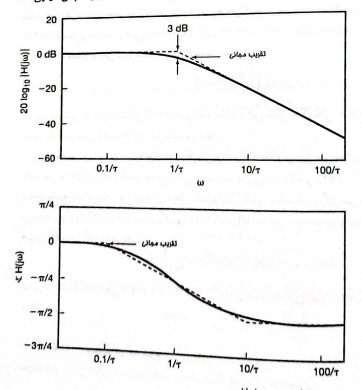 20
3 dB
0 dB
تقریب مجانبی
20 log₁₀ |H(jω)|
−20
−40
−60
0.1/τ
1/τ
10/τ
100/τ
ω
π/4
0
تقریب مجانبی
−π/4
∢ H(jω)
−π/2
−3π/4
0.1/τ
1/τ
10/τ
100/τ